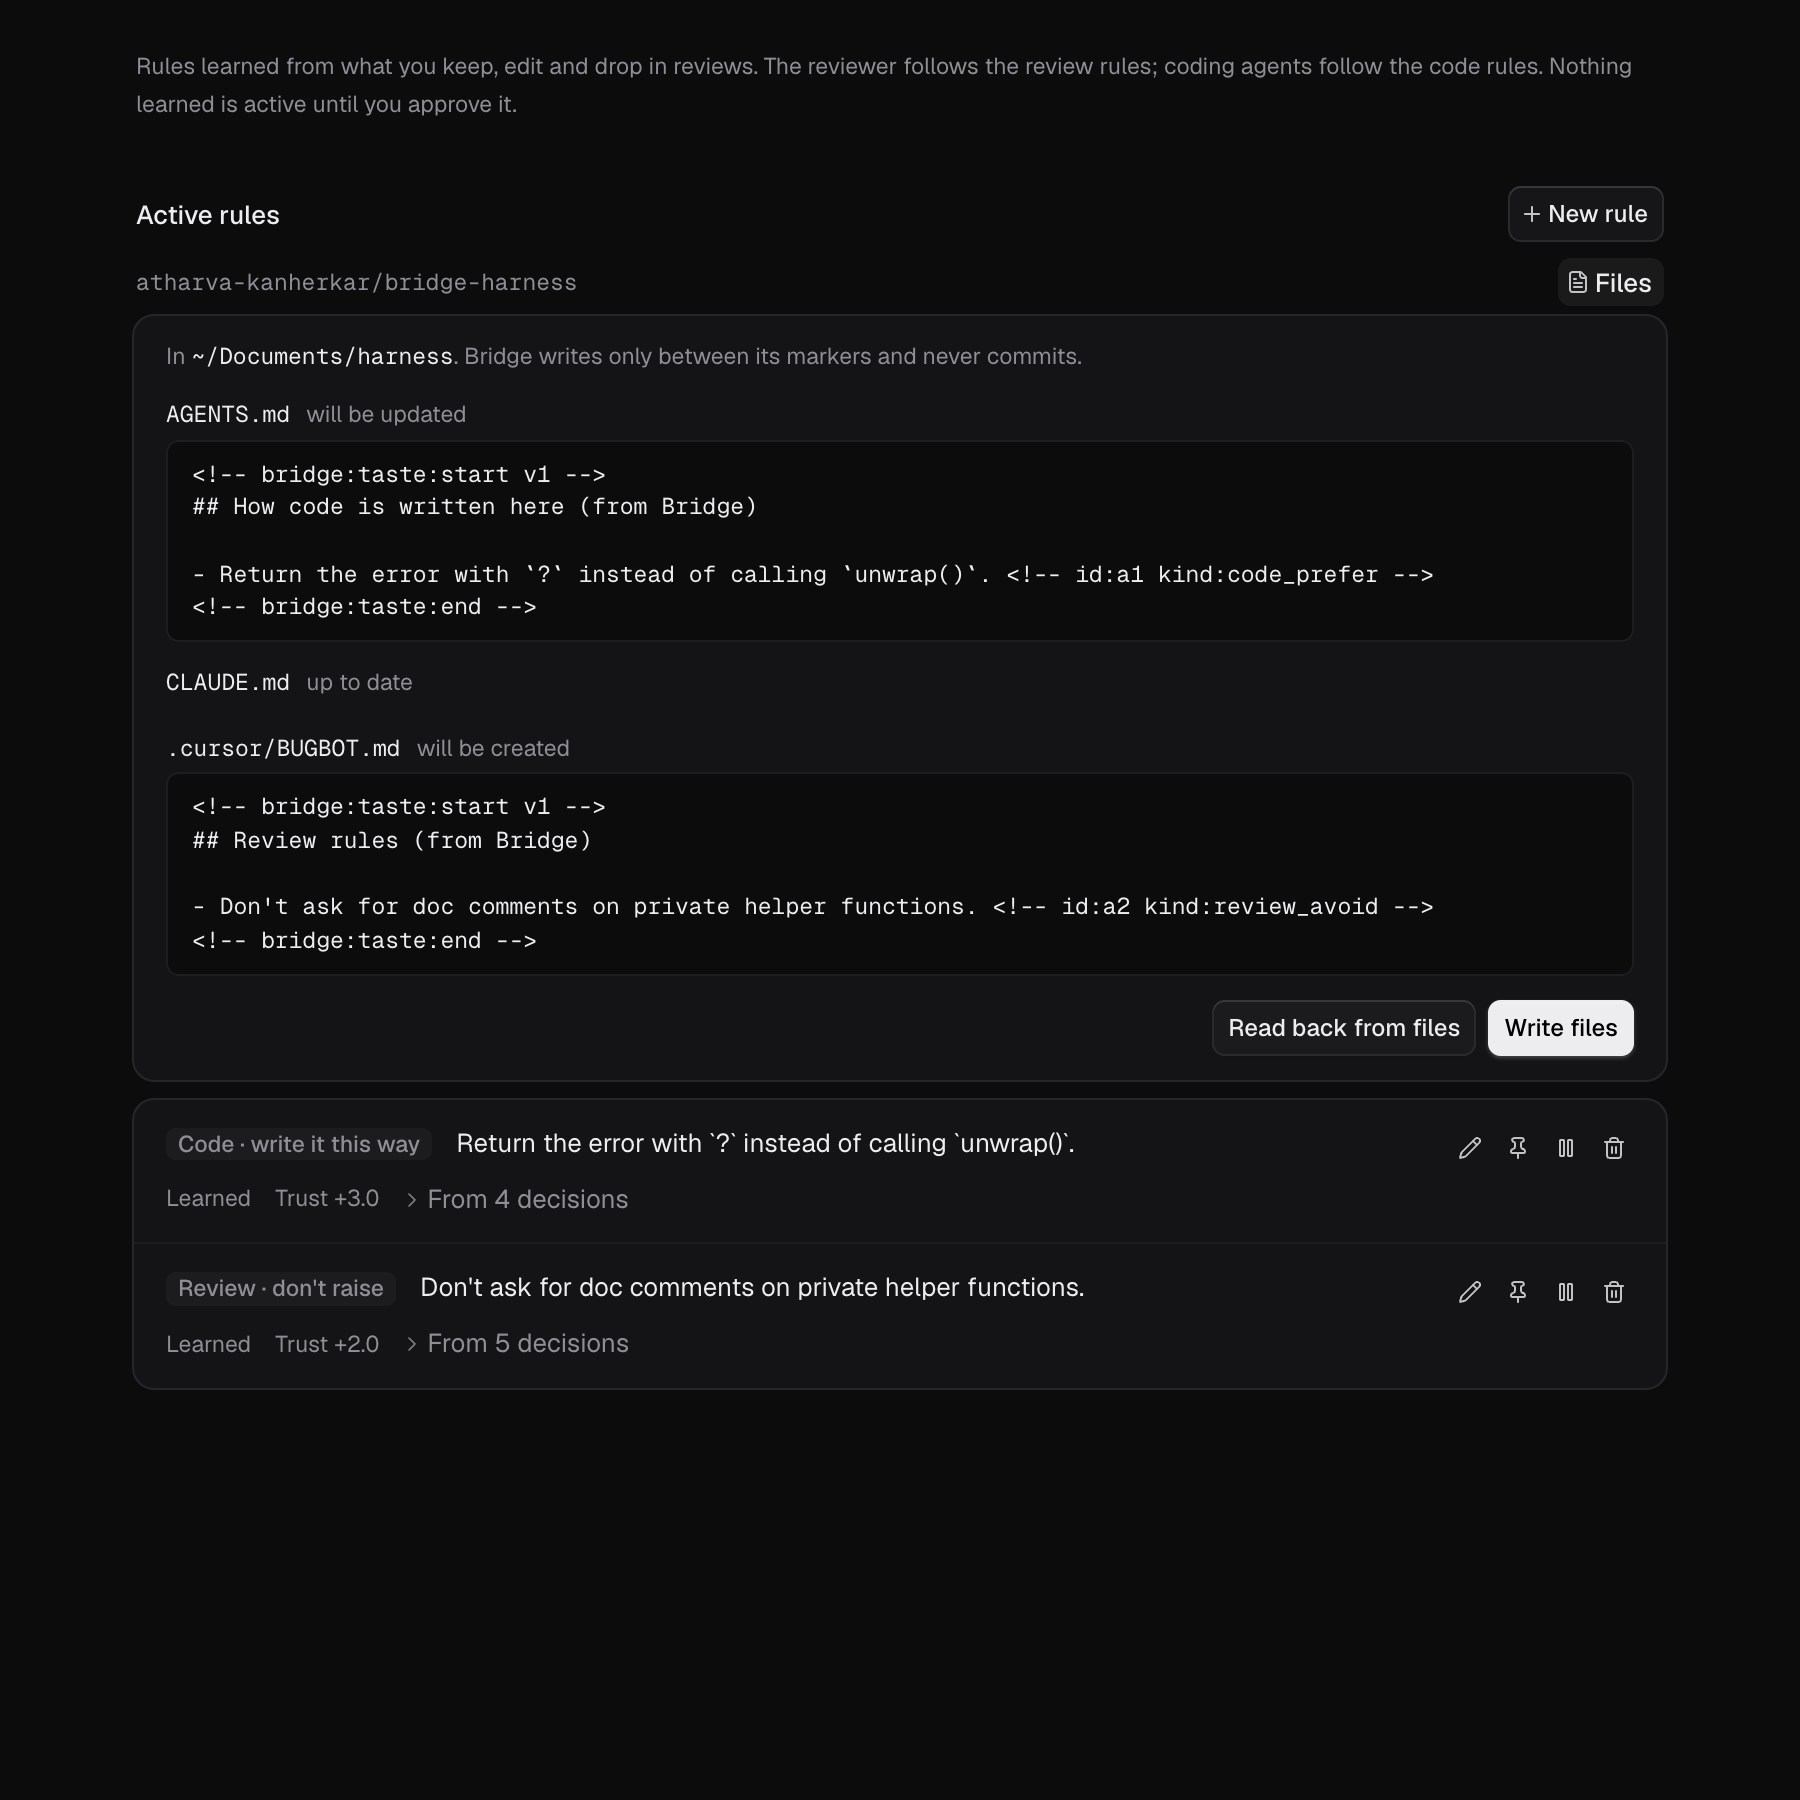 Rules learned from what you keep, edit and drop in reviews. The reviewer follows the review rules; coding agents follow the code rules. Nothing
learned is active until you approve it.
Active rules
+ New rule
atharva-kanherkar/bridge-harness
Files
In ~/Documents/harness. Bridge writes only between its markers and never commits.
AGENTS.md will be updated
<!-- bridge:taste:start v1 -->
## How code is written here (from Bridge)
- Return the error with `?` instead of calling `unwrap()`. <!-- id:a1 kind:code_prefer -->
<!-- bridge:taste:end -->
CLAUDE.md up to date
.cursor/BUGBOT.md will be created
<!-- bridge:taste:start v1 -->
## Review rules (from Bridge)
- Don't ask for doc comments on private helper functions. <!-- id:a2 kind:review_avoid -->
<!-- bridge:taste:end -->
Read back from files
Write files
Code · write it this way Return the error with `?` instead of calling `unwrap()`.
Learned Trust +3.0 > From 4 decisions
Review · don't raise Don't ask for doc comments on private helper functions.
Learned Trust +2.0 > From 5 decisions